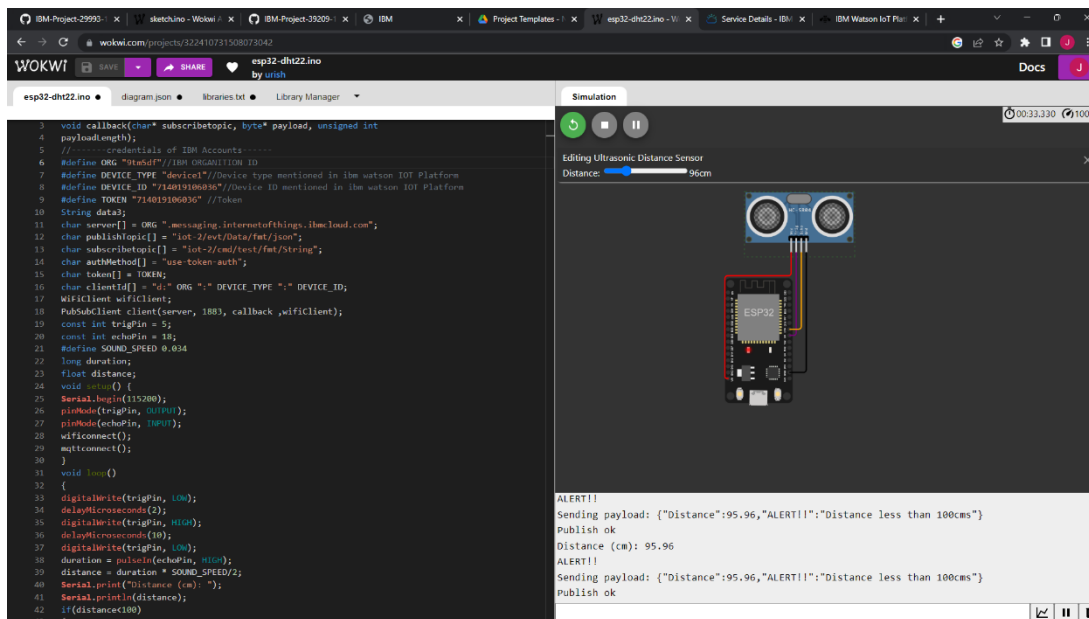 IBM-Project-29993-1
sketch.ino - Wokwi A
IBM-Project-39209-1
IBM
Project Templates -
esp32-dht22.ino -
Service Details - IBM
IBM Watson IoT Plat
wokwi.com/projects/322410731508073042
WOKWI
SAVE
SHARE
esp32-dht22.ino
by urish
Docs
J
esp32-dht22.ino
diagram.json
libraries.txt
Library Manager
3 void callback(char* subscribetopic, byte* payload, unsigned int
4 payloadLength);
5 //-------credentials of IBM Accounts------
6 #define ORG "9tm5df"//IBM ORGANITION ID
7 #define DEVICE_TYPE "device1"//Device type mentioned in ibm watson IOT Platform
8 #define DEVICE_ID "714019106036"//Device ID mentioned in ibm watson IOT Platform
9 #define TOKEN "714019106036" //Token
10 String data3;
11 char server[] = ORG ".messaging.internetofthings.ibmcloud.com";
12 char publishTopic[] = "iot-2/evt/Data/fmt/json";
13 char subscribetopic[] = "iot-2/cmd/test/fmt/String";
14 char authMethod[] = "use-token-auth";
15 char token[] = TOKEN;
16 char clientId[] = "d:" ORG ":" DEVICE_TYPE ":" DEVICE_ID;
17 WiFiClient wifiClient;
18 PubSubClient client(server, 1883, callback ,wifiClient);
19 const int trigPin = 5;
20 const int echoPin = 18;
21 #define SOUND_SPEED 0.034
22 long duration;
23 float distance;
24 void setup() {
25 Serial.begin(115200);
26 pinMode(trigPin, OUTPUT);
27 pinMode(echoPin, INPUT);
28 wificonnect();
29 mqttconnect();
30 }
31 void loop()
32 {
33 digitalWrite(trigPin, LOW);
34 delayMicroseconds(2);
35 digitalWrite(trigPin, HIGH);
36 delayMicroseconds(10);
37 digitalWrite(trigPin, LOW);
38 duration = pulseIn(echoPin, HIGH);
39 distance = duration * SOUND_SPEED/2;
40 Serial.print("Distance (cm): ");
41 Serial.println(distance);
42 if(distance<100)
Simulation
00:33.330 100
Editing Ultrasonic Distance Sensor
Distance: 96cm
ESP32
ALERT!!
Sending payload: {"Distance":95.96,"ALERT!!":"Distance less than 100cms"}
Publish ok
Distance (cm): 95.96
ALERT!!
Sending payload: {"Distance":95.96,"ALERT!!":"Distance less than 100cms"}
Publish ok